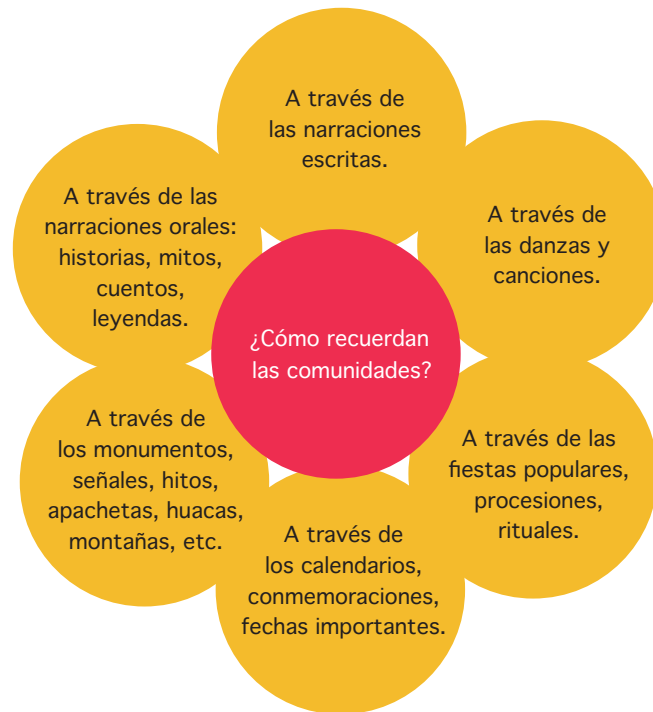 ¿Cómo recuerdan
las comunidades?
A través de
las narraciones
escritas.
A través de
las danzas y
canciones.
A través de las
fiestas populares,
procesiones,
rituales.
A través de
los calendarios,
conmemoraciones,
fechas importantes.
A través de
los monumentos,
señales, hitos,
apachetas, huacas,
montañas, etc.
A través de las
narraciones orales:
historias, mitos,
cuentos,
leyendas.